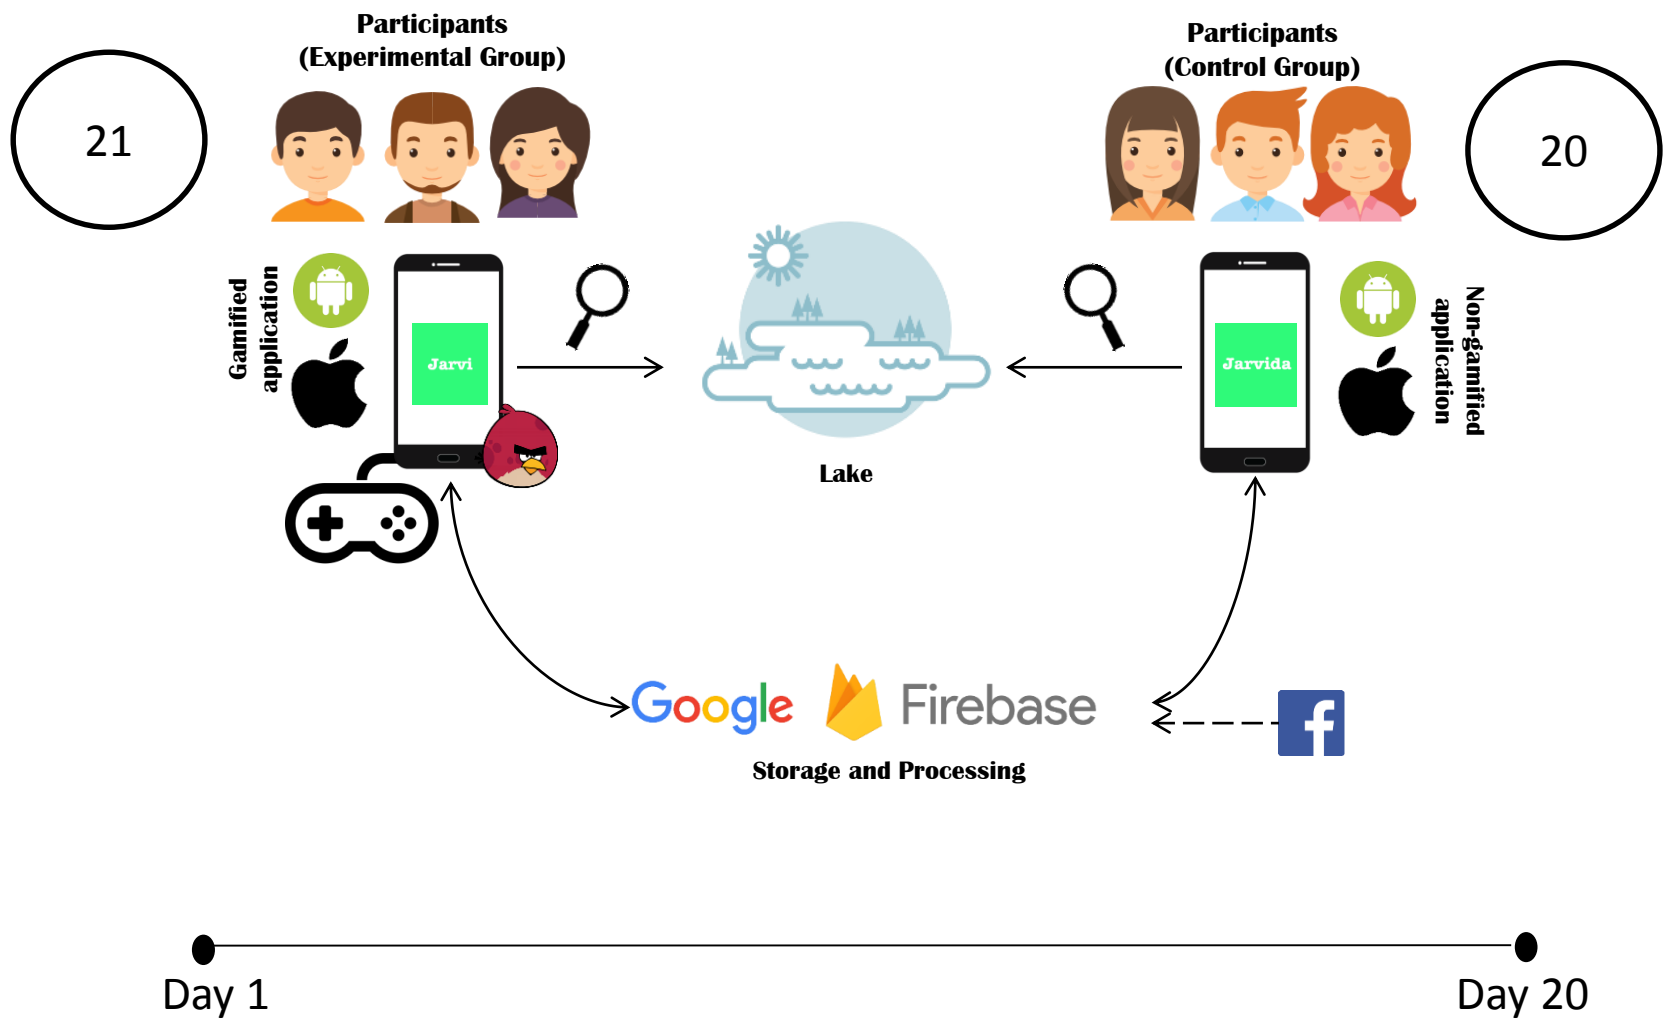 Participants
(Experimental Group)
Participants
(Control Group)
21
20
Gamified
application
Jarvi
Jarvida
Non-gamified
application
Lake
Google
Firebase
f
Storage and Processing
Day 1
Day 20